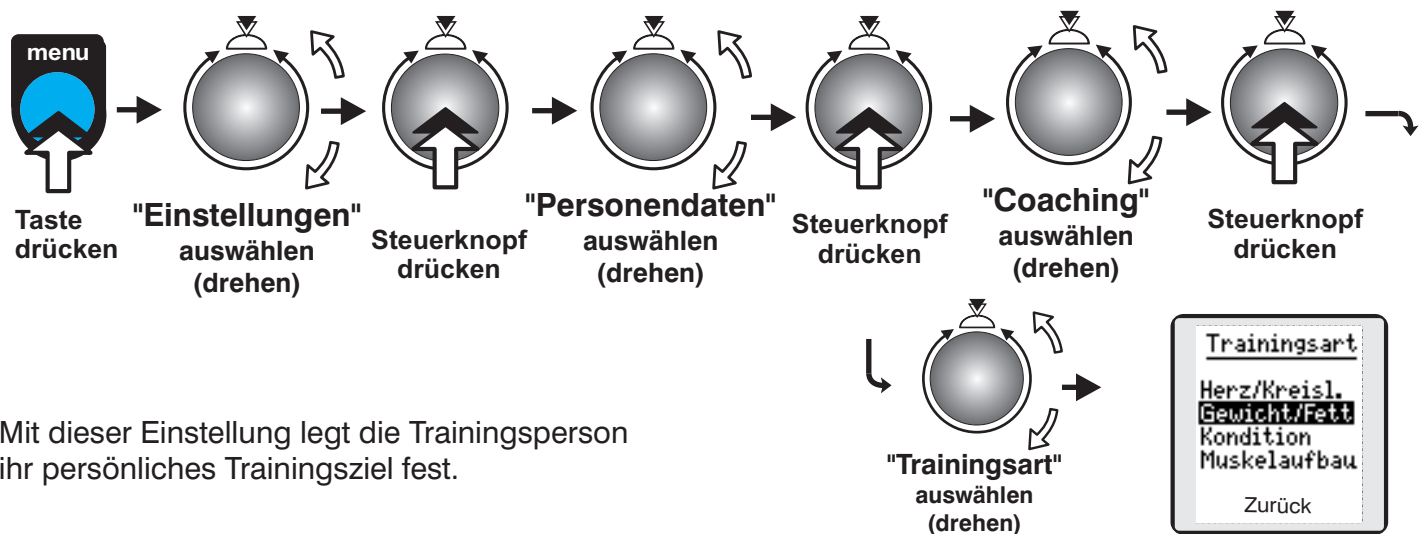 menu
Taste
drücken
"Einstellungen"
auswählen
(drehen)
Steuerknopf
drücken
"Personendaten"
auswählen
(drehen)
Steuerknopf
drücken
"Coaching"
auswählen
(drehen)
Steuerknopf
drücken
"Trainingsart"
auswählen
(drehen)
Trainingsart
Herz/Kreisl.
Gewicht/Fett
Kondition
Muskelaufbau
Zurück
Mit dieser Einstellung legt die Trainingsperson
ihr persönliches Trainingsziel fest.